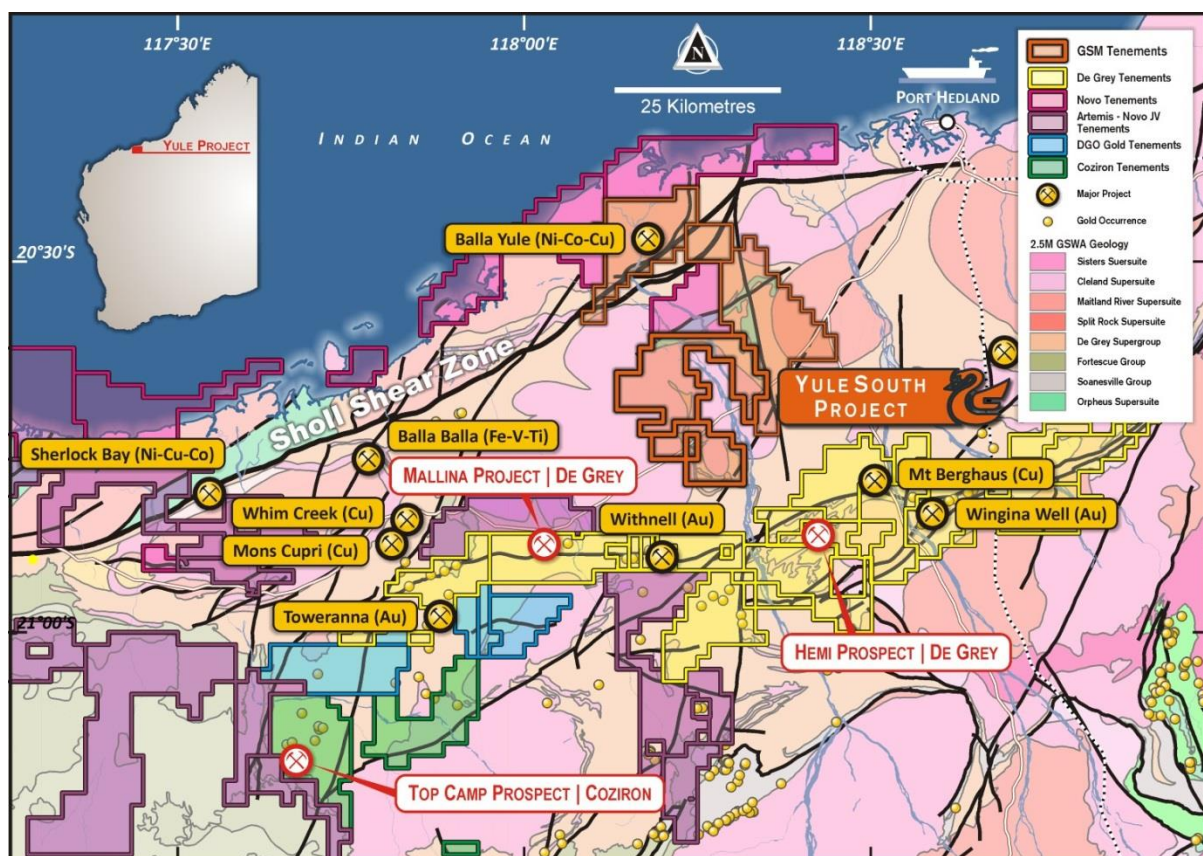 117°30'E
118°00'E
118°30'E
N
25 Kilometres
PORT HEDLAND
INDIAN OCEAN
YULE PROJECT
GSM Tenements
De Grey Tenements
Novo Tenements
Artemis - Novo JV
Tenements
DGO Gold Tenements
Coziron Tenements
Major Project
Gold Occurrence
2.5M GSWA Geology
Sisters Suersuite
Cleland Supersuite
Maitland River Supersuite
Split Rock Supersuite
De Grey Supergroup
Fortescue Group
Soanesville Group
Orpheus Supersuite
20°30'S
Balla Yule (Ni-Co-Cu)
Sholl Shear Zone
YULE SOUTH
PROJECT
Sherlock Bay (Ni-Cu-Co)
Balla Balla (Fe-V-Ti)
MALLINA PROJECT | DE GREY
Mt Berghaus (Cu)
Whim Creek (Cu)
Withnell (Au)
Wingina Well (Au)
Mons Cupri (Cu)
Toweranna (Au)
21°00'S
HEMI PROSPECT | DE GREY
TOP CAMP PROSPECT | COZIRON